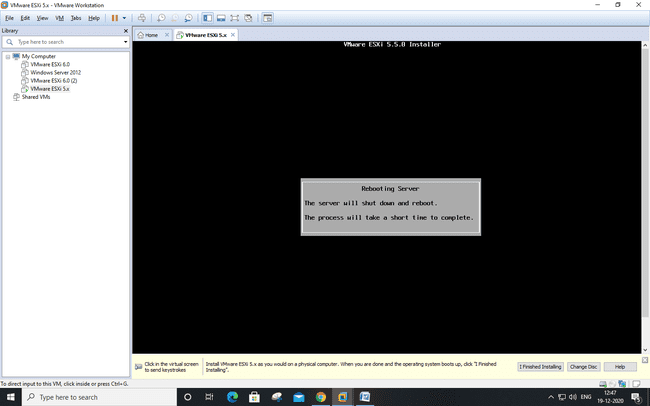 VMware ESXi 5.x - VMware Workstation
File Edit View VM Tabs Help
Library
Type here to search
My Computer
VMware ESXi 6.0
Windows Server 2012
VMware ESXi 6.0 (2)
VMware ESXi 5.x
Shared VMs
Home VMware ESXi 5.x
VMware ESXi 5.5.0 Installer
Rebooting Server
The server will shut down and reboot.
The process will take a short time to complete.
Click in the virtual screen
to send keystrokes
Install VMware ESXi 5.x as you would on a physical computer. When you are done and the operating system boots up, click "I Finished
Installing".
I Finished Installing Change Disc Help
To direct input to this VM, click inside or press Ctrl+G.
Type here to search
ENG
12:47
19-12-2020